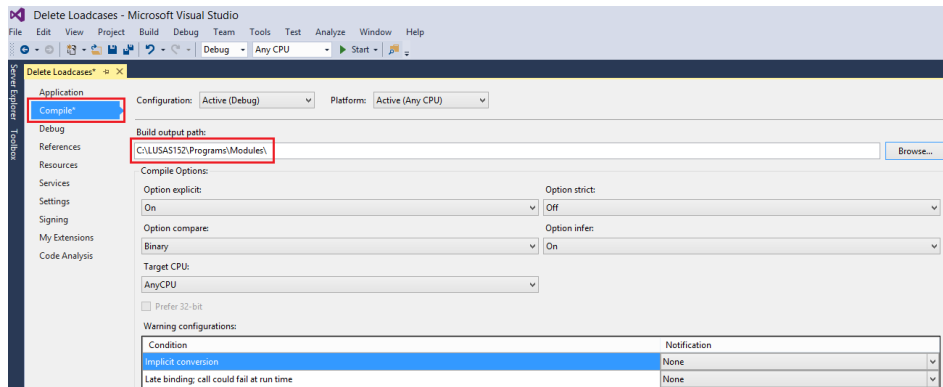 Delete Loadcases - Microsoft Visual Studio
File Edit View Project Build Debug Team Tools Test Analyze Window Help
Debug Any CPU Start
Server Explorer
Toolbox
Delete Loadcases*
Application
Compile*
Debug
References
Resources
Services
Settings
Signing
My Extensions
Code Analysis
Configuration: Active (Debug) Platform: Active (Any CPU)
Build output path:
C:\LUSAS152\Programs\Modules\ Browse...
Compile Options:
Option explicit: Option strict:
On Off
Option compare: Option infer:
Binary On
Target CPU:
AnyCPU
Prefer 32-bit
Warning configurations:
Condition Notification
Implicit conversion None
Late binding; call could fail at run time None